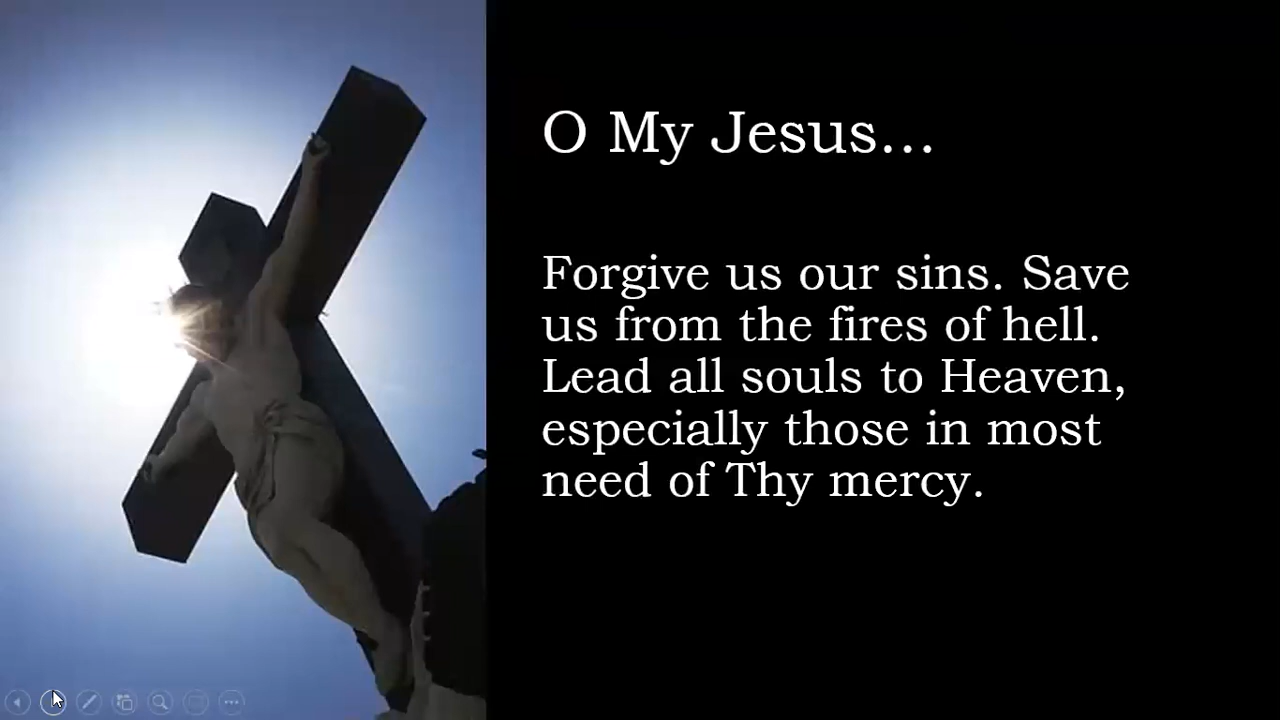 O My Jesus…
Forgive us our sins. Save
us from the fires of hell.
Lead all souls to Heaven,
especially those in most
need of Thy mercy.